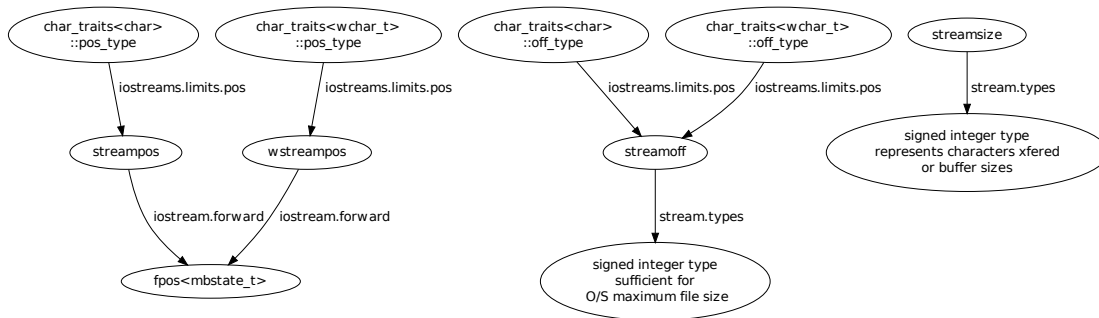 char_traits<char>
::pos_type
char_traits<wchar_t>
::pos_type
char_traits<char>
::off_type
char_traits<wchar_t>
::off_type
streamsize
iostreams.limits.pos
iostreams.limits.pos
iostreams.limits.pos
iostreams.limits.pos
stream.types
streampos
wstreampos
streamoff
signed integer type
represents characters xfered
or buffer sizes
iostream.forward
iostream.forward
stream.types
fpos<mbstate_t>
signed integer type
sufficient for
O/S maximum file size